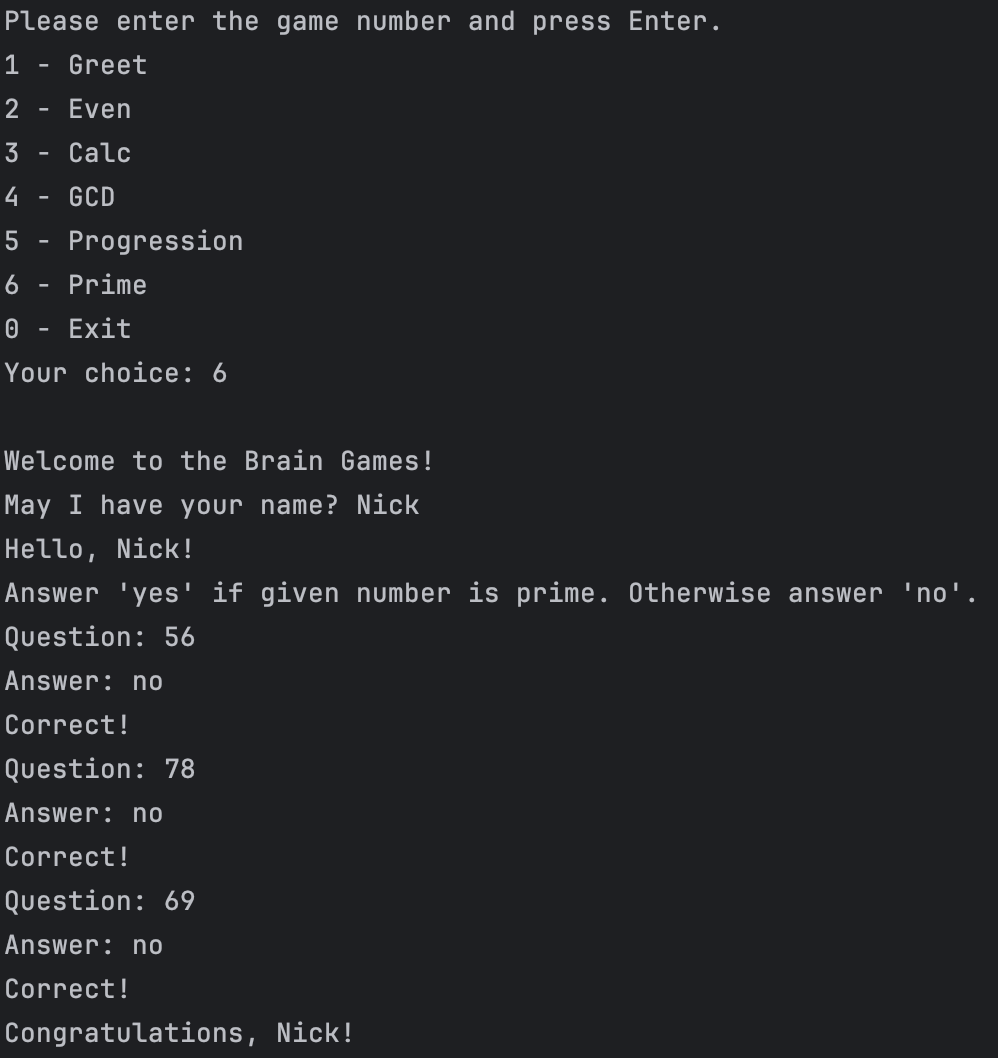 Please enter the game number and press Enter.
1 - Greet
2 - Even
3 - Calc
4 - GCD
5 - Progression
6 - Prime
0 - Exit
Your choice: 6
Welcome to the Brain Games!
May I have your name? Nick
Hello, Nick!
Answer 'yes' if given number is prime. Otherwise answer 'no'.
Question: 56
Answer: no
Correct!
Question: 78
Answer: no
Correct!
Question: 69
Answer: no
Correct!
Congratulations, Nick!